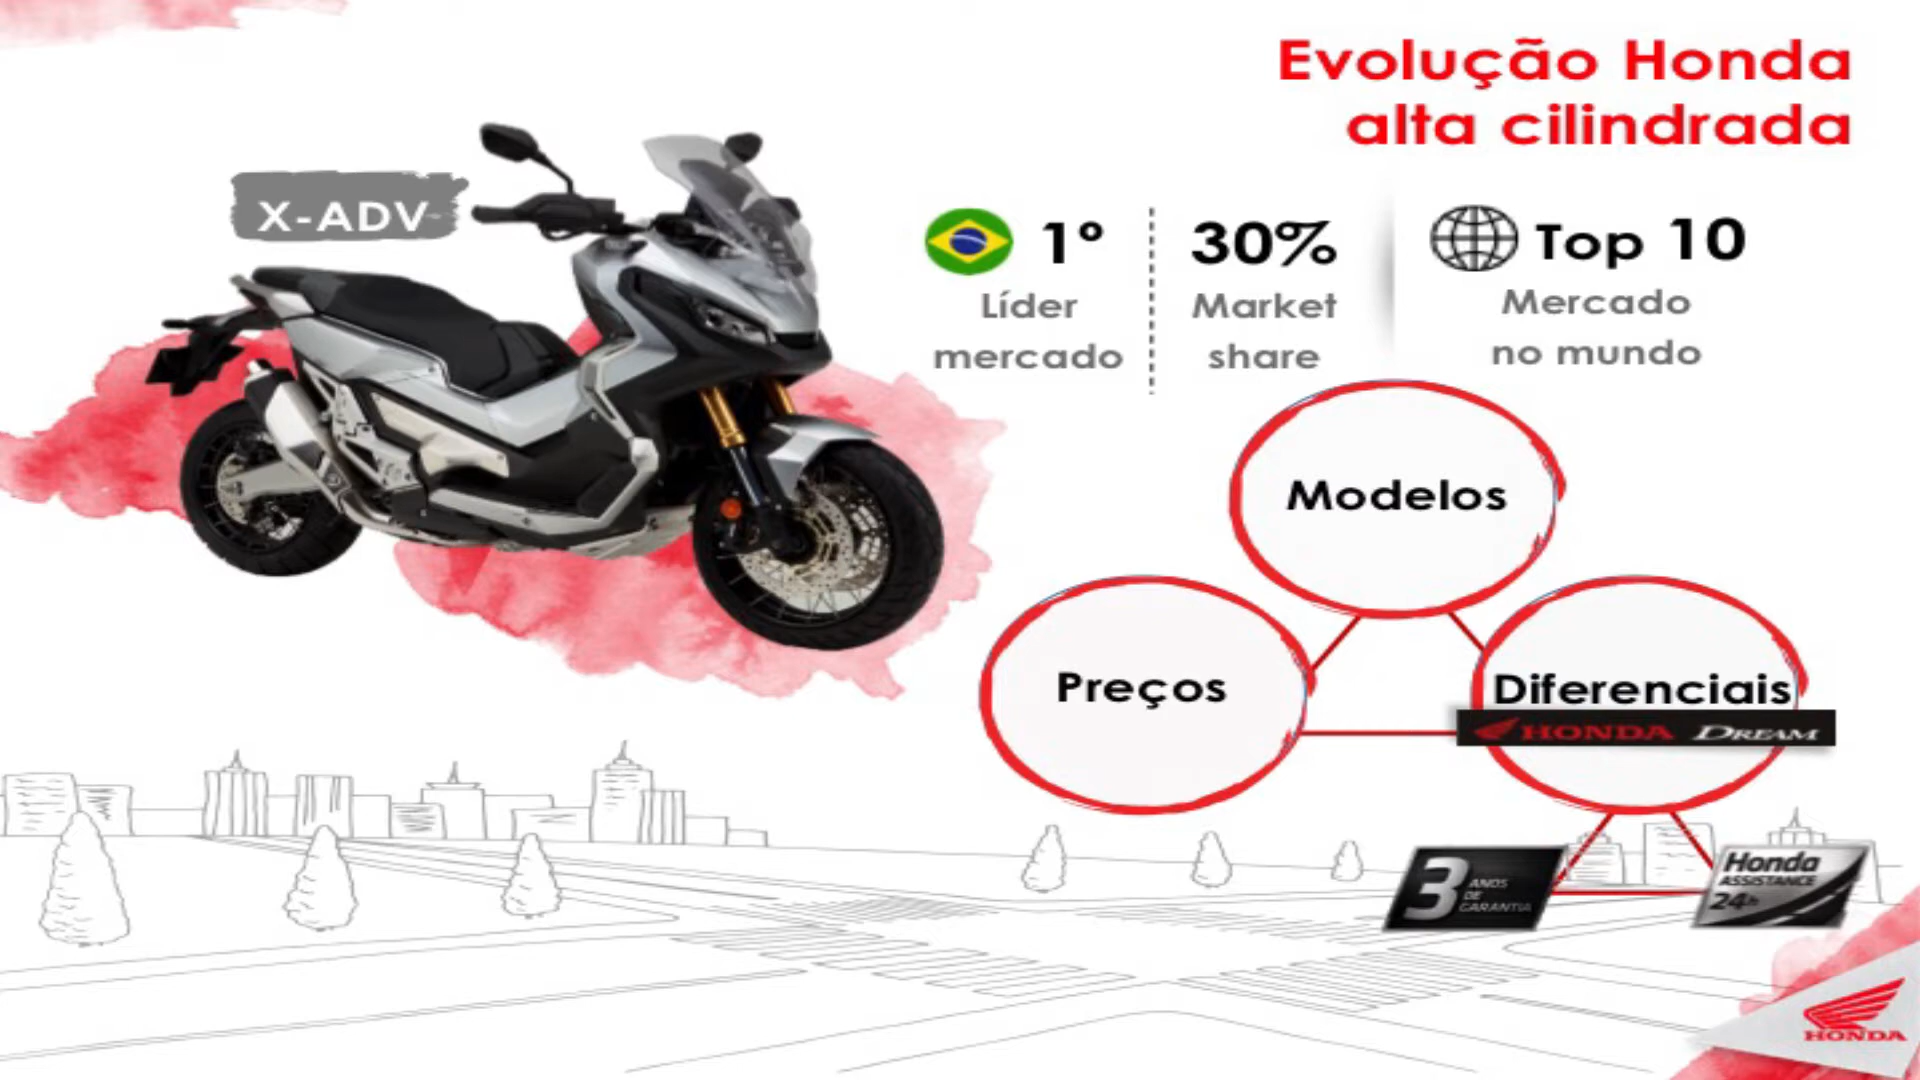 Evolução Honda
alta cilindrada
X-ADV
1º
Líder
mercado
30%
Market
share
Top 10
Mercado
no mundo
Modelos
Preços
Diferenciais
HONDA DREAM
3 ANOS
DE
GARANTIA
Honda
ASSISTANCE
24h
HONDA